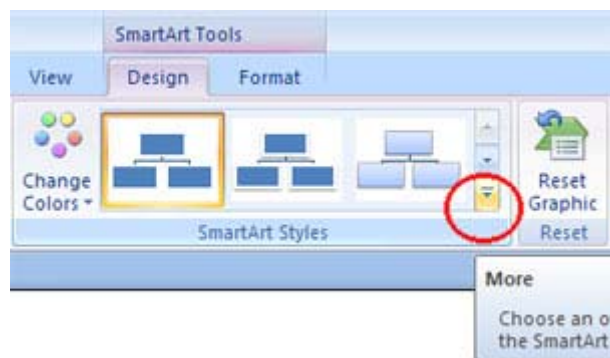 SmartArt Tools
View Design Format
Change
Colors
Reset
Graphic
SmartArt Styles
Reset
More
Choose an o
the SmartArt